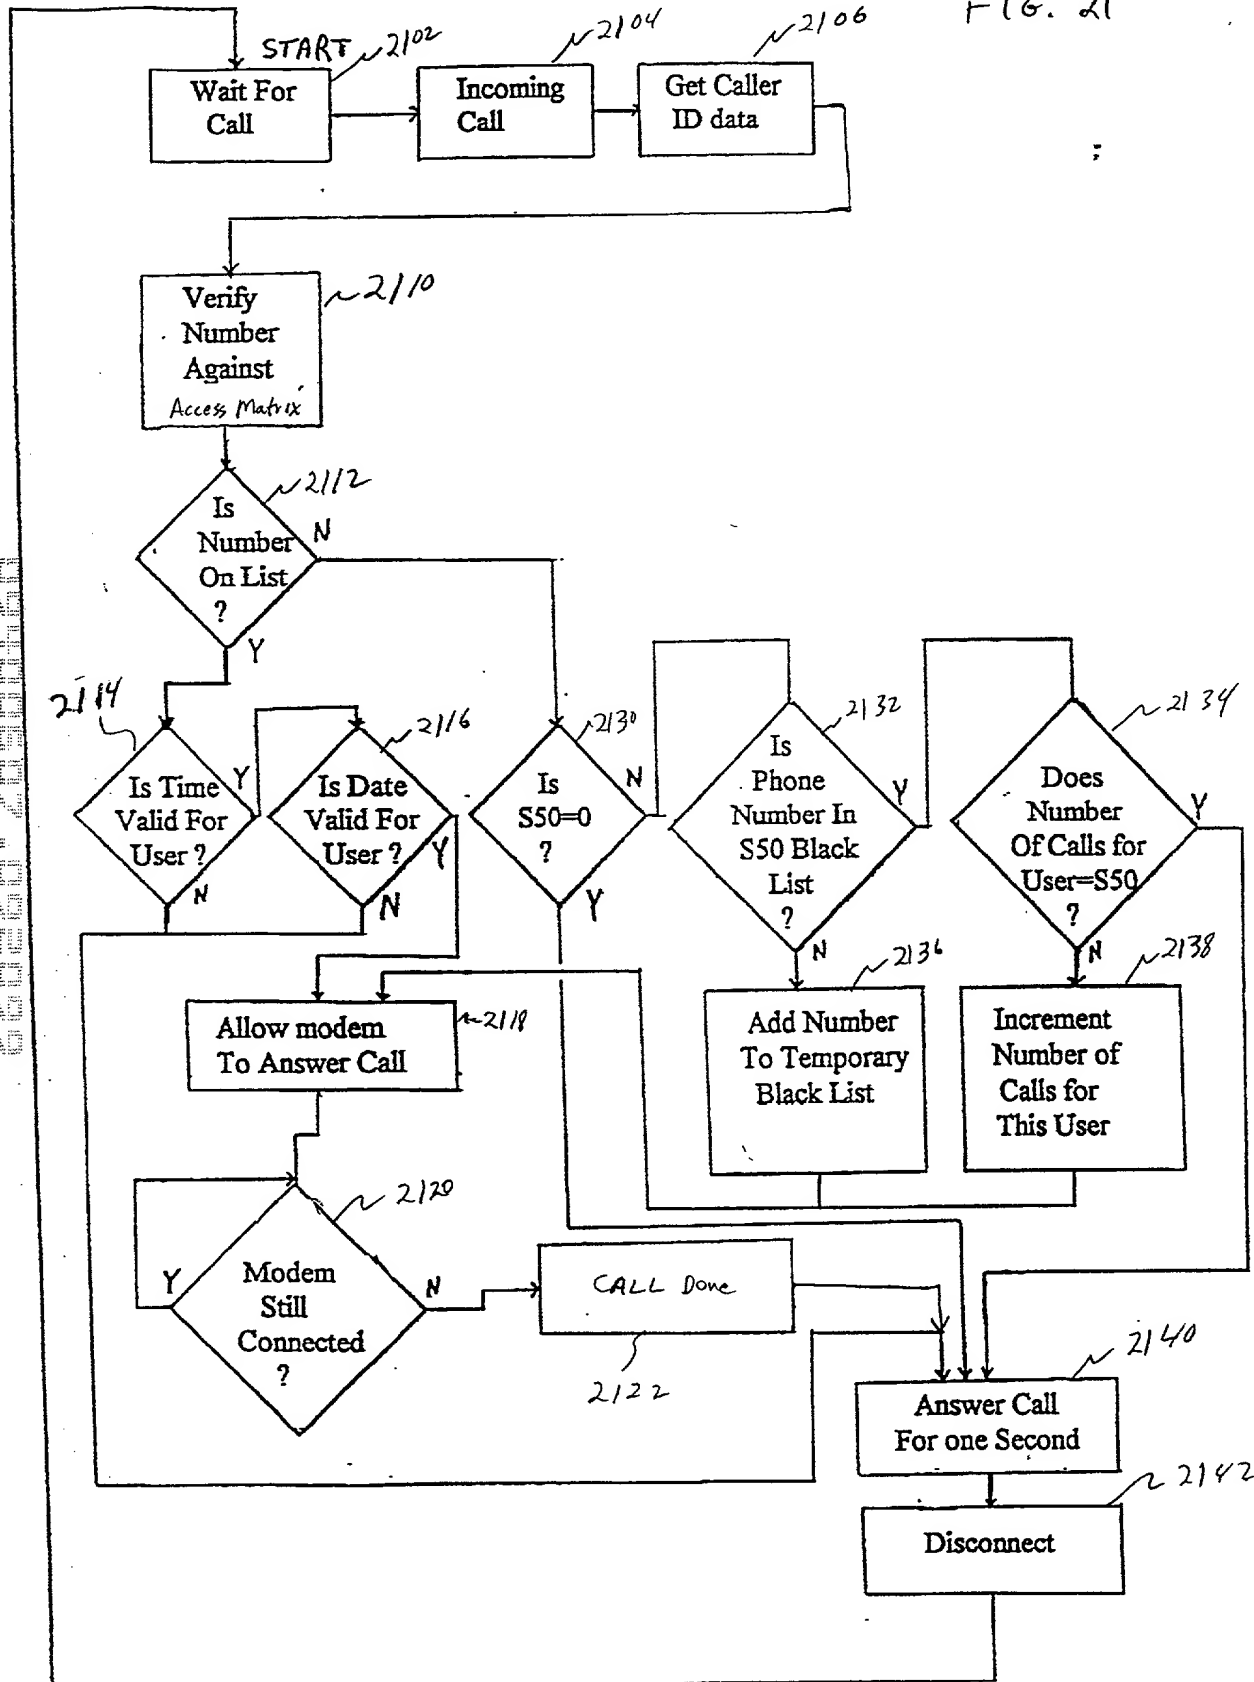 FIG. 21
START
2102
2104
2106
Wait For
Call
Incoming
Call
Get Caller
ID data
2110
Verify
Number
Against
Access Matrix
2112
Is
Number
On List
?
N
Y
2114
Is Time
Valid For
User ?
Y
N
2116
Is Date
Valid For
User ?
Y
N
2130
Is
S50=0
?
N
Y
2132
Is
Phone
Number In
S50 Black
List
?
Y
N
2134
Does
Number
Of Calls for
User=S50
?
Y
N
2118
Allow modem
To Answer Call
2136
Add Number
To Temporary
Black List
2138
Increment
Number of
Calls for
This User
2120
Modem
Still
Connected
?
Y
N
CALL Done
2122
2140
Answer Call
For one Second
2142
Disconnect